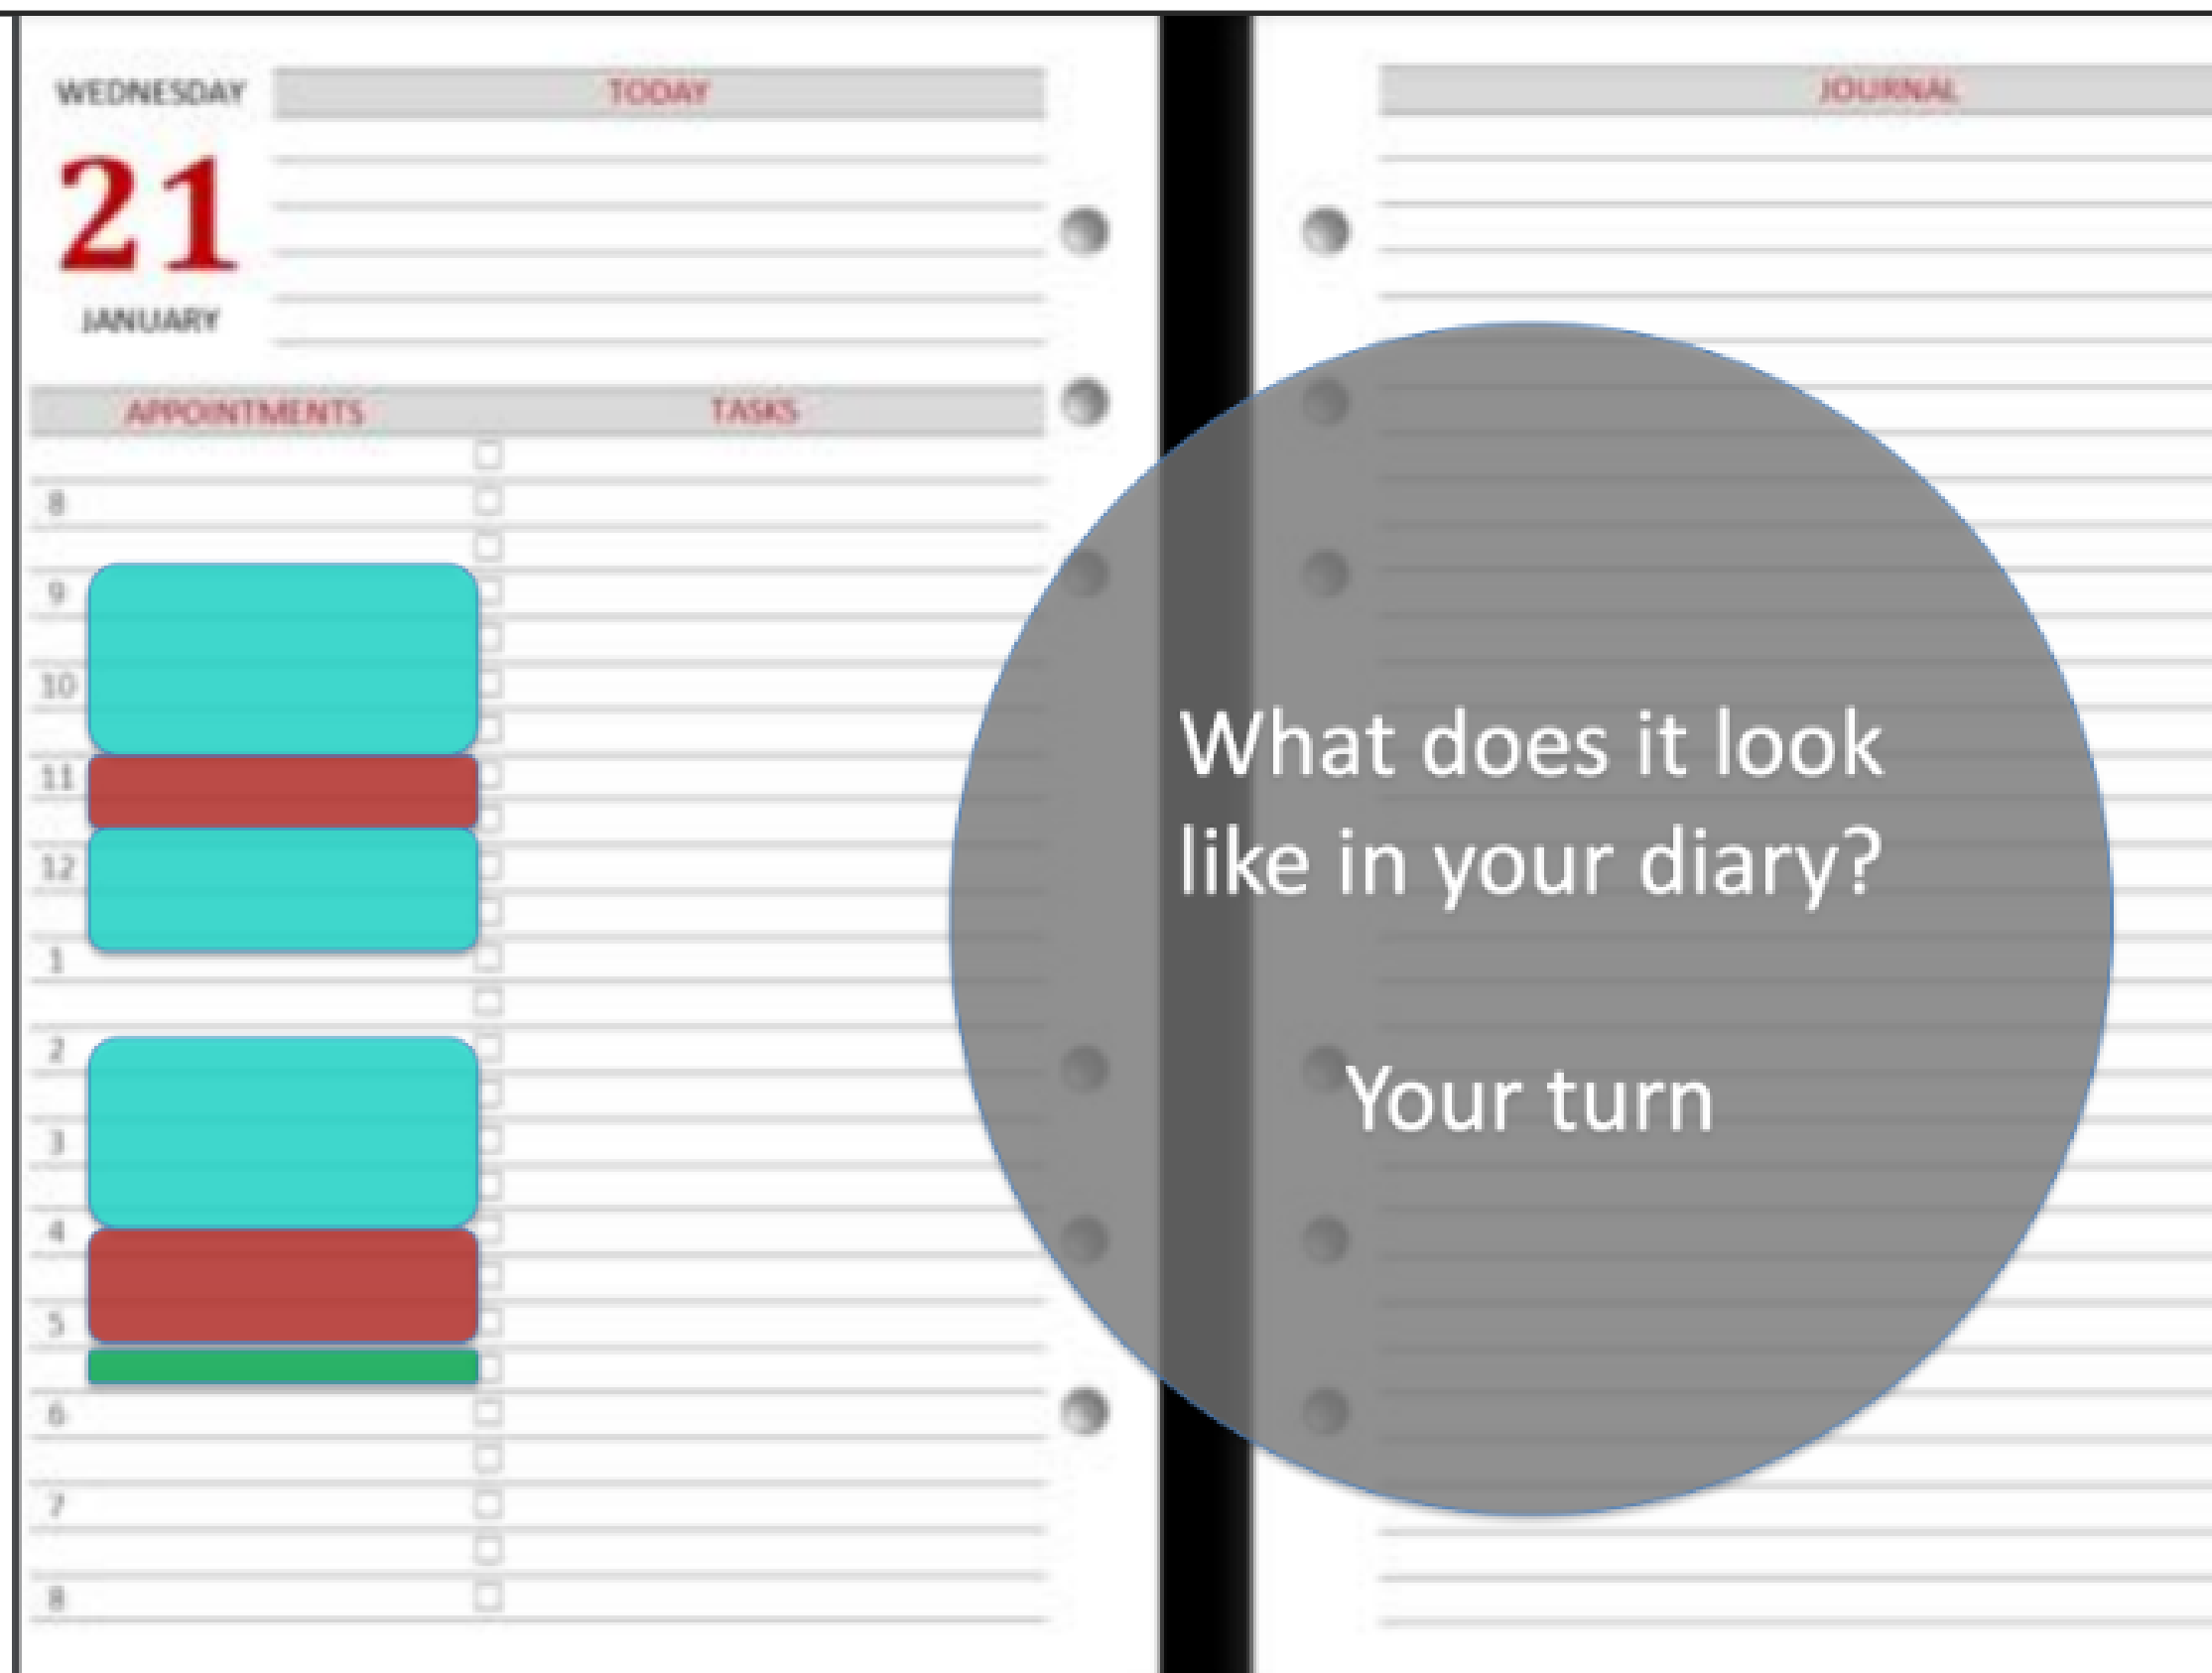 WEDNESDAY
21
JANUARY
TODAY
APPOINTMENTS
TASKS
8
9
10
11
12
1
2
3
4
5
6
7
8
JOURNAL
What does it look
like in your diary?
Your turn